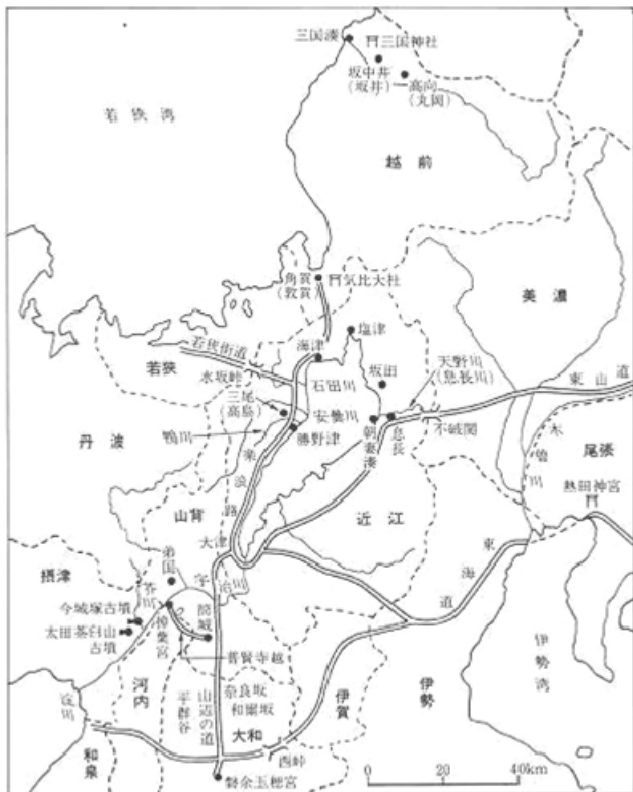 三国湊
三国神社
坂中井
(坂井)
高向
(丸岡)
若狭湾
越前
角賀
(敦賀)
気比大社
美濃
塩津
若狭街道
海津
天野川
(息長川)
東山道
若狭
水坂峠
石田川
坂田
三尾
(高島)
安曇川
朝妻湊
息長
不破関
木曽川
尾張
丹波
鴨川
勝野津
楽浪路
熱田神宮
山背
近江
大津
摂津
弟国
宇治川
東海道
芥川
今城塚古墳
筒城
太田茶臼山
古墳
樟葉宮
普賢寺越
伊勢湾
淀川
河内
平群谷
山辺の道
奈良坂
和爾坂
伊賀
伊勢
大和
和泉
西峠
磐余玉穂宮
0 20 40km